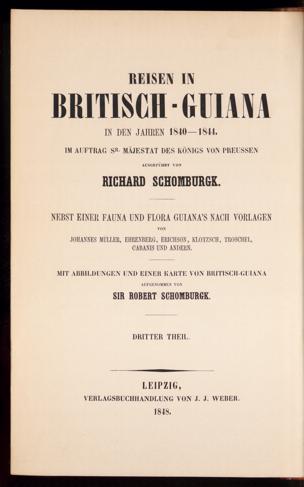 REISEN IN
BRITISCH-GUIANA
IN DEN JAHREN 1840—1844.
IM AUFTRAG SR. MÄJESTAT DES KÖNIGS VON PREUSSEN
AUSGEFÜHRT VON
RICHARD SCHOMBURGK.
NEBST EINER FAUNA UND FLORA GUIANA'S NACH VORLAGEN
VON
JOHANNES MÜLLER, EHRENBERG, ERICHSON, KLOTZSCH, TROSCHEL,
CABANIS UND ANDERN.
MIT ABBILDUNGEN UND EINER KARTE VON BRITISCH-GUIANA
AUFGENOMMEN VON
SIR ROBERT SCHOMBURGK.
DRITTER THEIL.
LEIPZIG,
VERLAGSBUCHHANDLUNG VON J. J. WEBER.
1848.